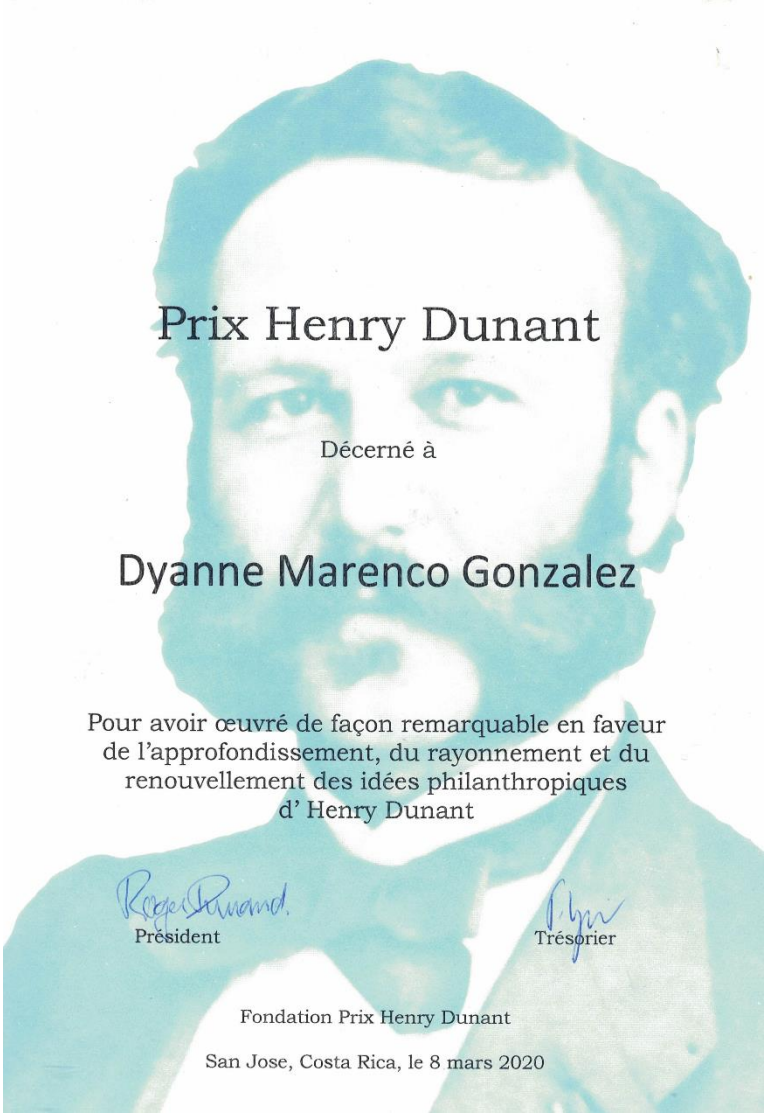 Prix Henry Dunant
Décerné à
Dyanne Marenco Gonzalez
Pour avoir œuvré de façon remarquable en faveur
de l'approfondissement, du rayonnement et du
renouvellement des idées philanthropiques
d' Henry Dunant
Roger Durand.
Président
Trésorier
Fondation Prix Henry Dunant
San Jose, Costa Rica, le 8 mars 2020